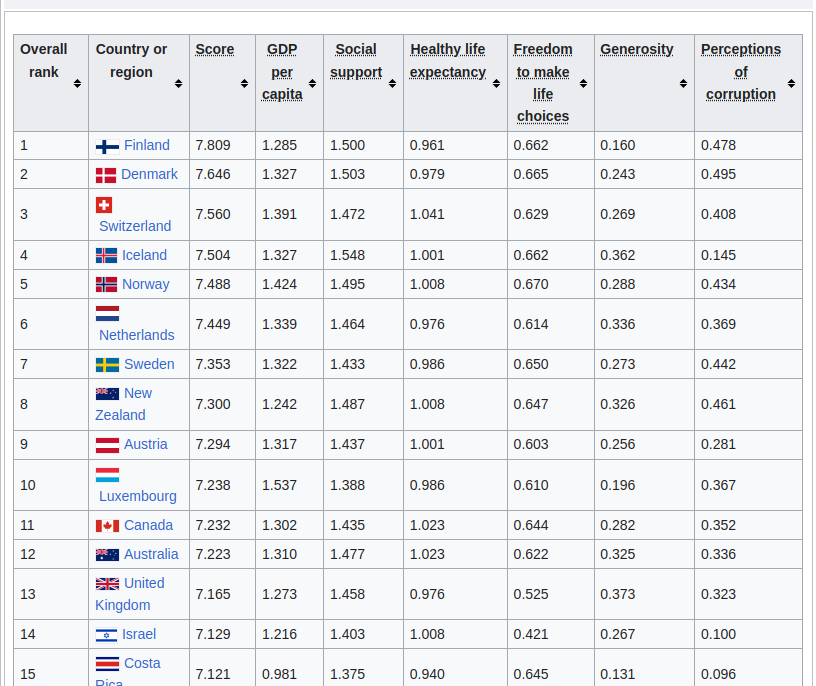 Overall rank Country or region Score GDP per capita Social support Healthy life expectancy Freedom to make life choices Generosity Perceptions of corruption
1 Finland 7.809 1.285 1.500 0.961 0.662 0.160 0.478
2 Denmark 7.646 1.327 1.503 0.979 0.665 0.243 0.495
3 Switzerland 7.560 1.391 1.472 1.041 0.629 0.269 0.408
4 Iceland 7.504 1.327 1.548 1.001 0.662 0.362 0.145
5 Norway 7.488 1.424 1.495 1.008 0.670 0.288 0.434
6 Netherlands 7.449 1.339 1.464 0.976 0.614 0.336 0.369
7 Sweden 7.353 1.322 1.433 0.986 0.650 0.273 0.442
8 New Zealand 7.300 1.242 1.487 1.008 0.647 0.326 0.461
9 Austria 7.294 1.317 1.437 1.001 0.603 0.256 0.281
10 Luxembourg 7.238 1.537 1.388 0.986 0.610 0.196 0.367
11 Canada 7.232 1.302 1.435 1.023 0.644 0.282 0.352
12 Australia 7.223 1.310 1.477 1.023 0.622 0.325 0.336
13 United Kingdom 7.165 1.273 1.458 0.976 0.525 0.373 0.323
14 Israel 7.129 1.216 1.403 1.008 0.421 0.267 0.100
15 Costa Rica 7.121 0.981 1.375 0.940 0.645 0.131 0.096